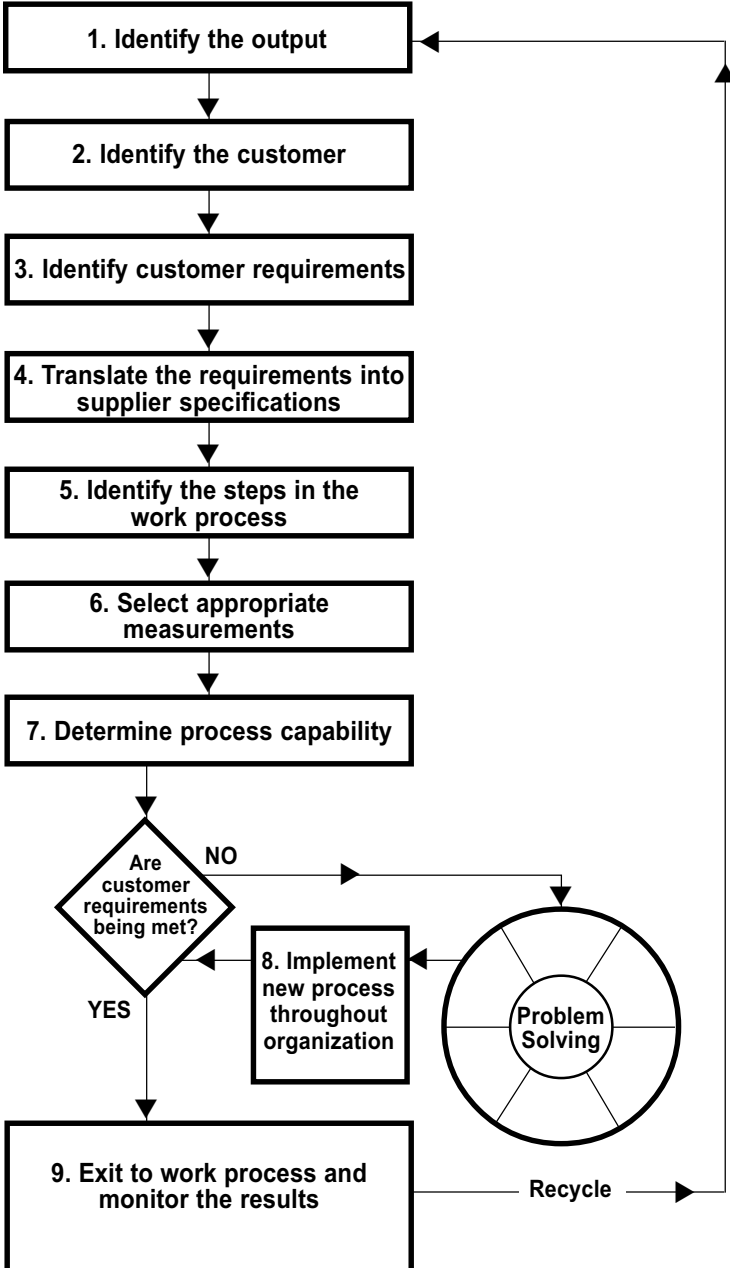 1. Identify the output
2. Identify the customer
3. Identify customer requirements
4. Translate the requirements into
supplier specifications
5. Identify the steps in the
work process
6. Select appropriate
measurements
7. Determine process capability
Are
customer
requirements
being met?
NO
YES
8. Implement
new process
throughout
organization
Problem
Solving
9. Exit to work process and
monitor the results
Recycle